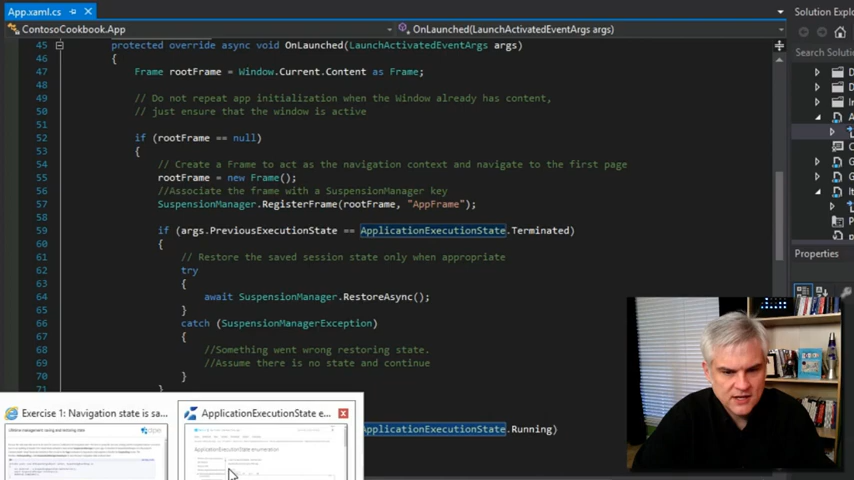 App.xaml.cs
Solution Explo
ContosoCookbook.App
OnLaunched(LaunchActivatedEventArgs args)
Search Solution
45 protected override async void OnLaunched(LaunchActivatedEventArgs args)
46 {
47 Frame rootFrame = Window.Current.Content as Frame;
48
49 // Do not repeat app initialization when the Window already has content,
50 // just ensure that the window is active
51
52 if (rootFrame == null)
53 {
54 // Create a Frame to act as the navigation context and navigate to the first page
55 rootFrame = new Frame();
56 //Associate the frame with a SuspensionManager key
57 SuspensionManager.RegisterFrame(rootFrame, "AppFrame");
58
59 if (args.PreviousExecutionState == ApplicationExecutionState.Terminated)
60 {
61 // Restore the saved session state only when appropriate
62 try
63 {
64 await SuspensionManager.RestoreAsync();
65 }
66 catch (SuspensionManagerException)
67 {
68 //Something went wrong restoring state.
69 //Assume there is no state and continue
70 }
71 }
Properties
Exercise 1: Navigation state is sa...
ApplicationExecutionState e...
ApplicationExecutionState enumeration
ApplicationExecutionState.Running)